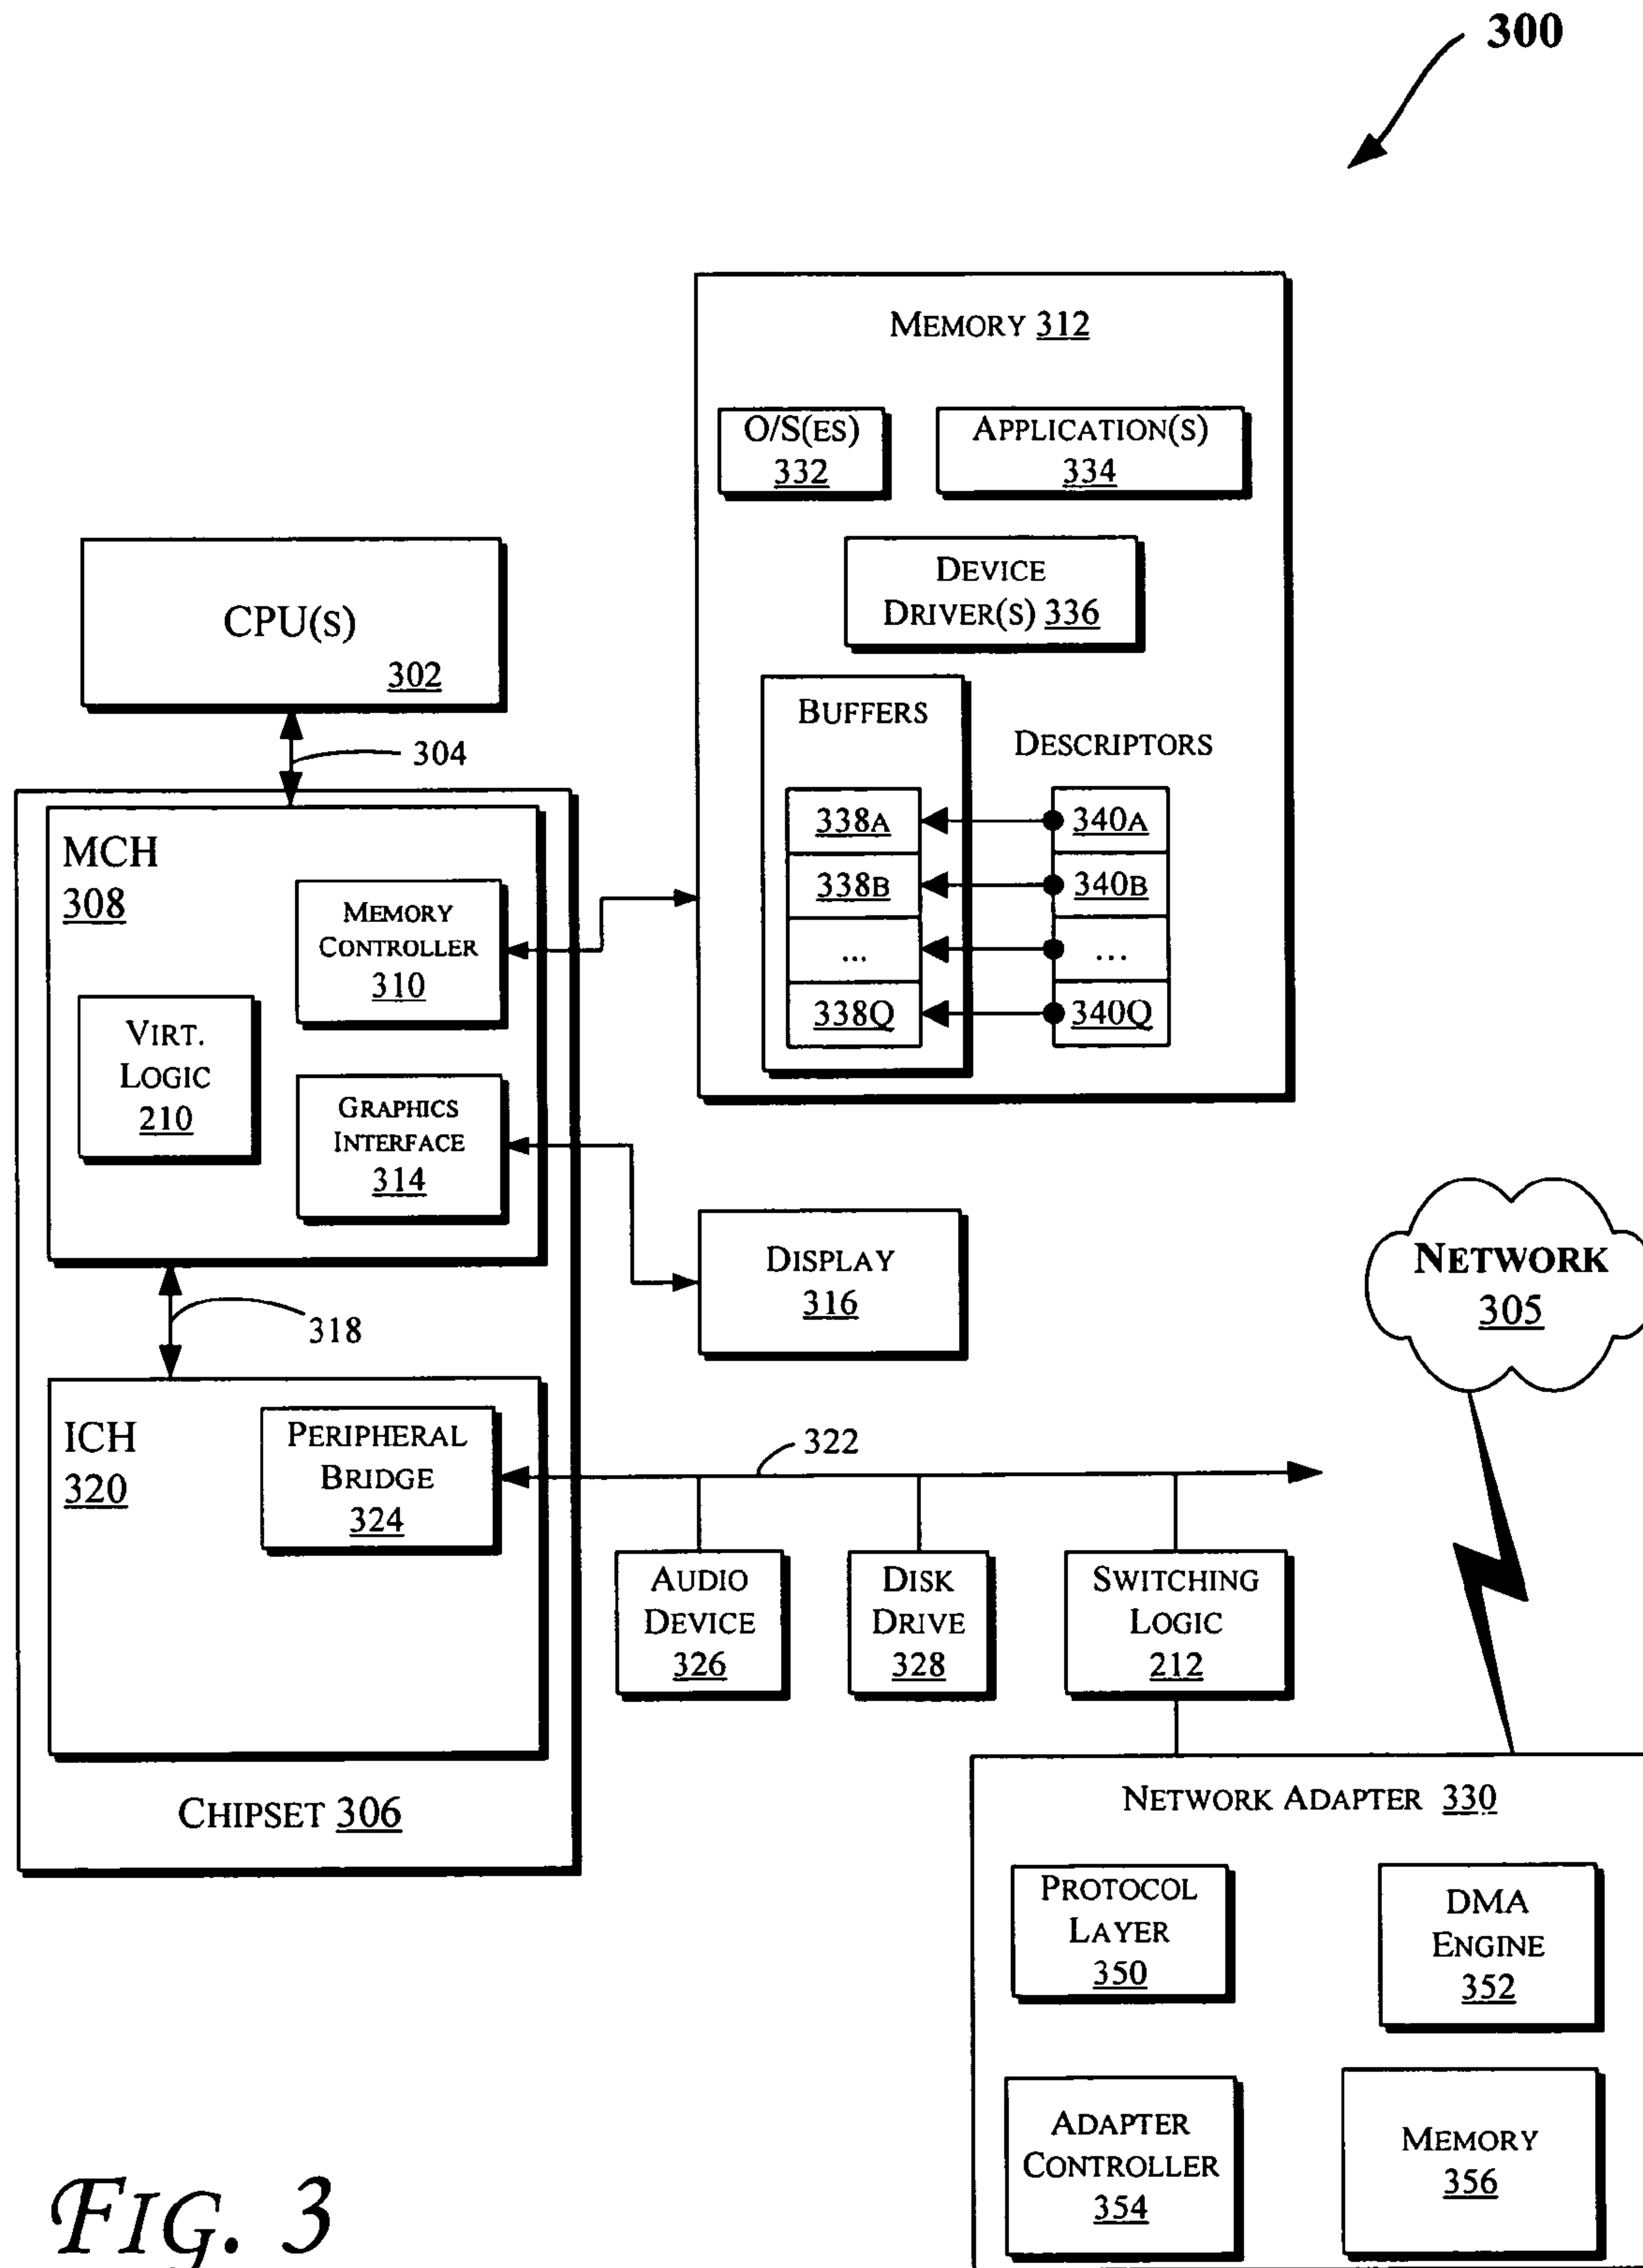 300
MEMORY 312
O/S(ES)
332
APPLICATION(S)
334
DEVICE
DRIVER(S) 336
CPU(S)
302
BUFFERS
DESCRIPTORS
304
338A
340A
338B
340B
...
...
338Q
340Q
MCH
308
MEMORY
CONTROLLER
310
VIRT.
LOGIC
210
GRAPHICS
INTERFACE
314
DISPLAY
316
NETWORK
305
318
ICH
320
PERIPHERAL
BRIDGE
324
322
AUDIO
DEVICE
326
DISK
DRIVE
328
SWITCHING
LOGIC
212
CHIPSET 306
NETWORK ADAPTER 330
PROTOCOL
LAYER
350
DMA
ENGINE
352
ADAPTER
CONTROLLER
354
MEMORY
356
FIG. 3